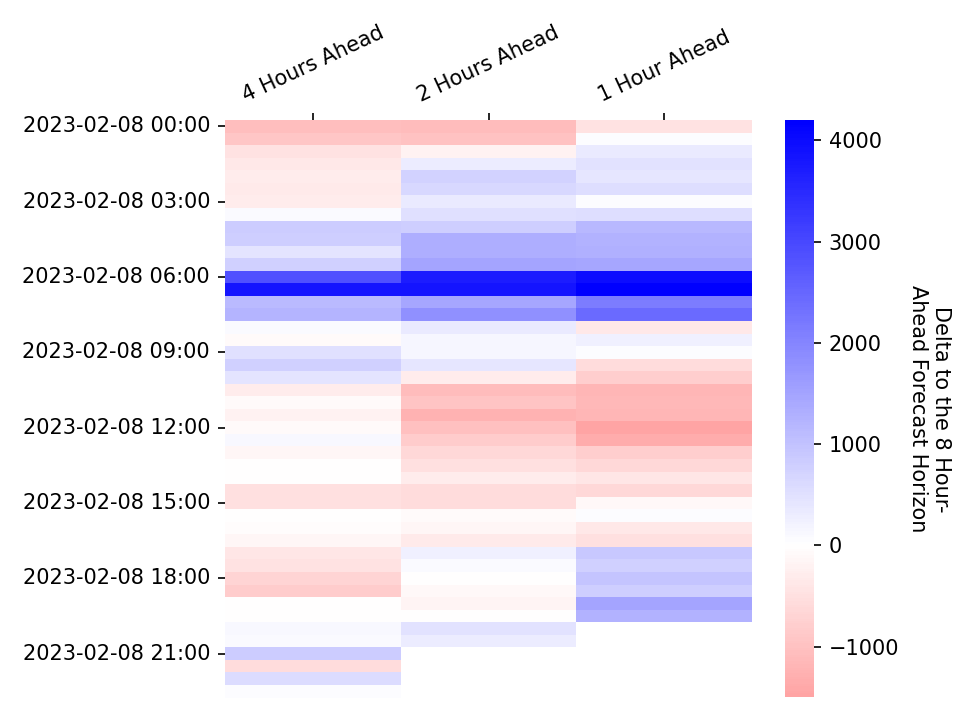 4 Hours Ahead
2 Hours Ahead
1 Hour Ahead
2023-02-08 00:00
2023-02-08 03:00
2023-02-08 06:00
2023-02-08 09:00
2023-02-08 12:00
2023-02-08 15:00
2023-02-08 18:00
2023-02-08 21:00
4000
3000
2000
1000
0
−1000
Delta to the 8 Hour-
Ahead Forecast Horizon